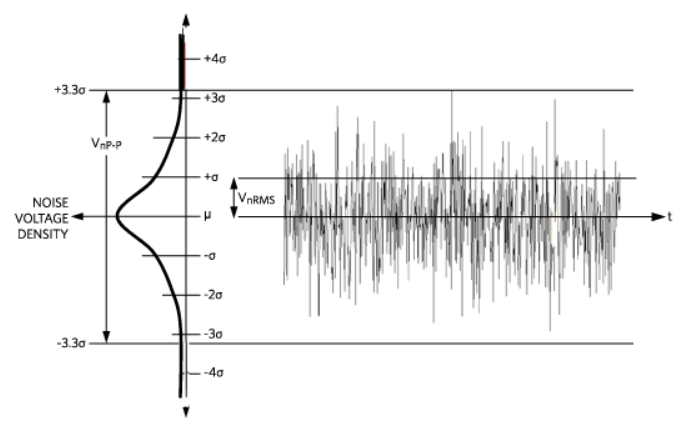 +4σ
+3.3σ
+3σ
VnP-P
+2σ
+σ
VnRMS
NOISE
VOLTAGE
DENSITY
μ
t
-σ
-2σ
-3σ
-3.3σ
-4σ